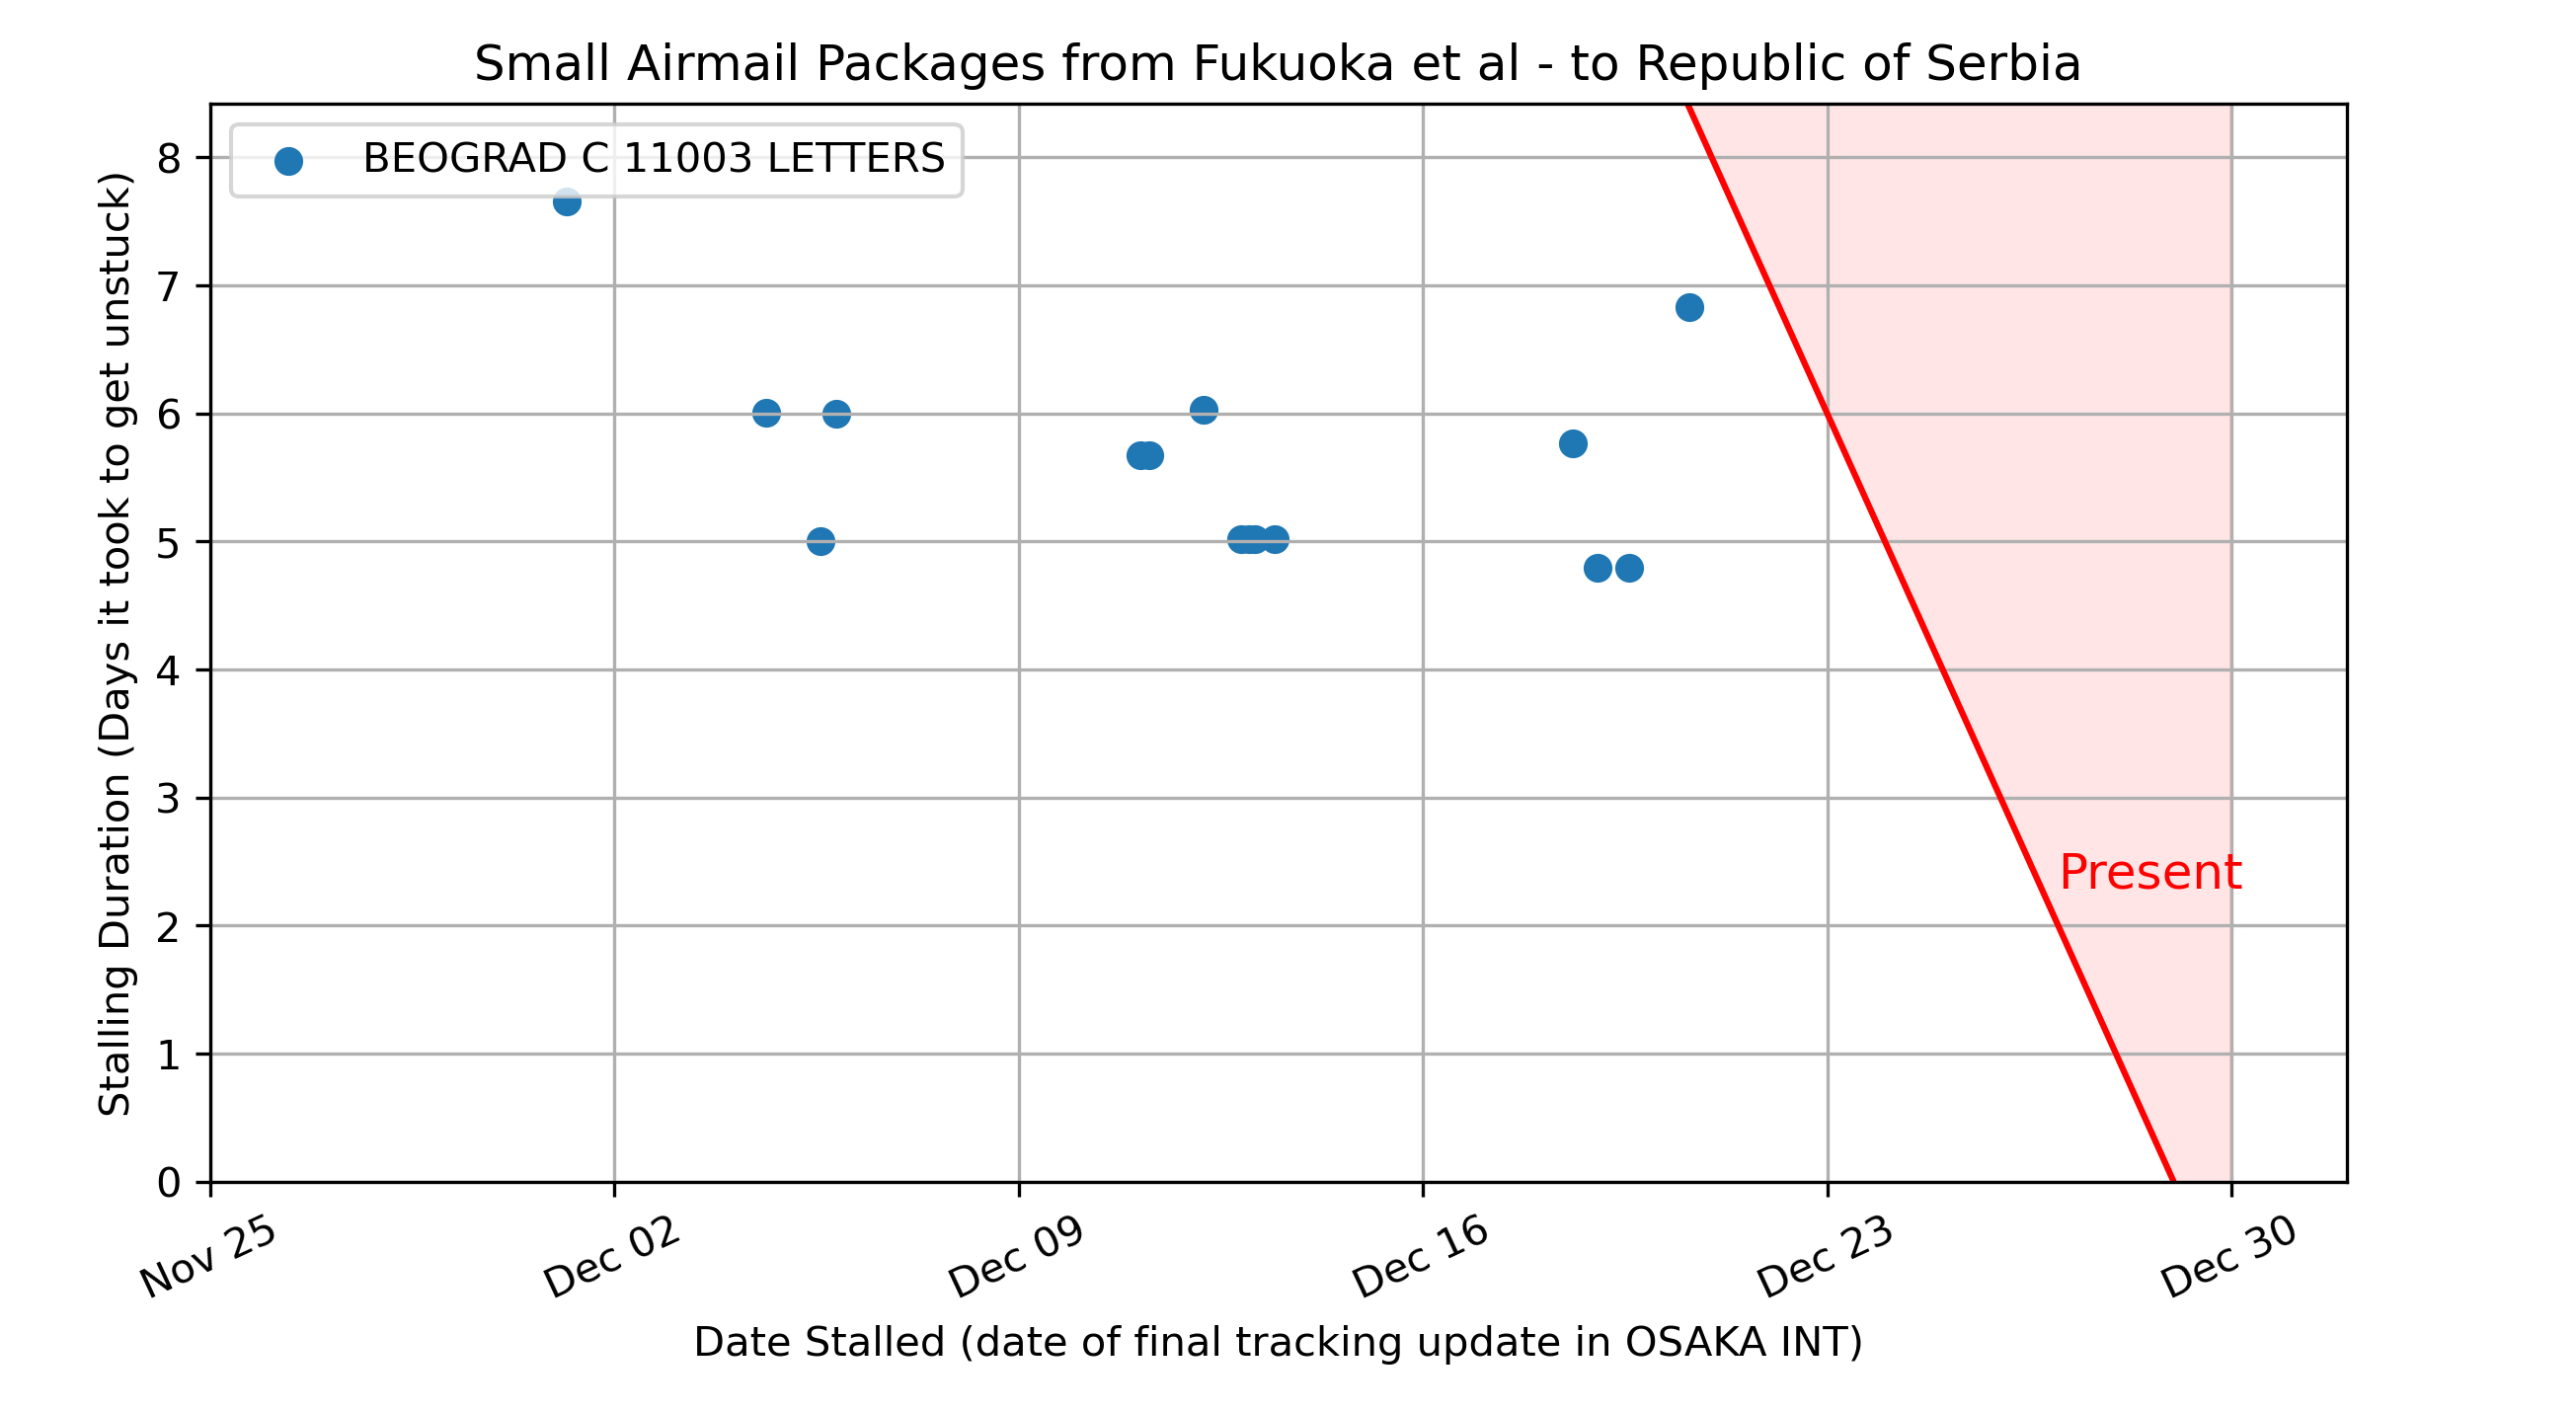 Small Airmail Packages from Fukuoka et al - to Republic of Serbia
BEOGRAD C 11003 LETTERS
Stalling Duration (Days it took to get unstuck)
8
7
6
5
4
3
2
1
0
Present
Nov 25
Dec 02
Dec 09
Dec 16
Dec 23
Dec 30
Date Stalled (date of final tracking update in OSAKA INT)